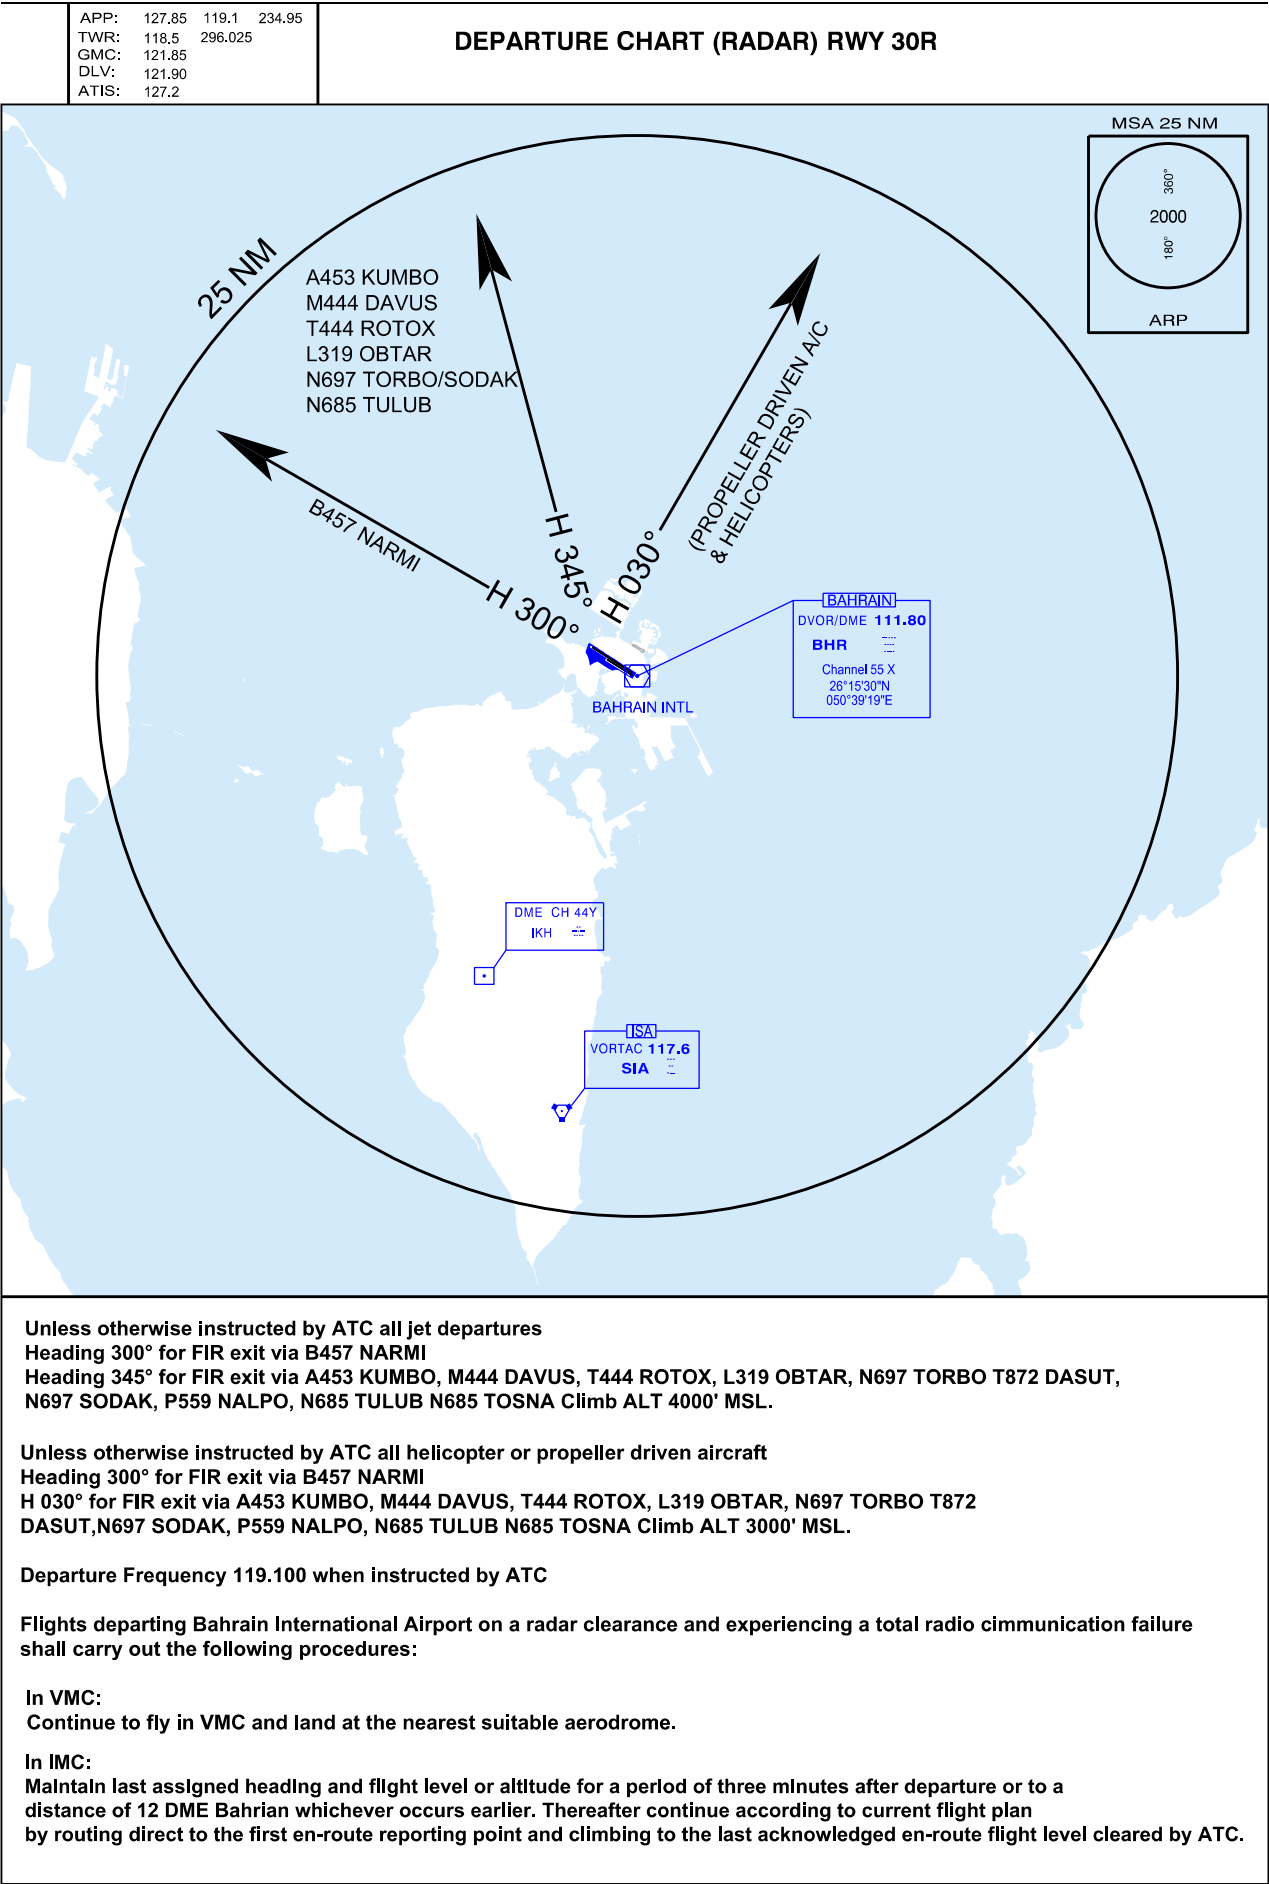 APP: 127.85 119.1 234.95
TWR: 118.5 296.025
GMC: 121.85
DLV: 121.90
ATIS: 127.2
DEPARTURE CHART (RADAR) RWY 30R
MSA 25 NM
360°
2000
180°
ARP
25 NM
A453 KUMBO
M444 DAVUS
T444 ROTOX
L319 OBTAR
N697 TORBO/SODAK
N685 TULUB
B457 NARMI
H 300°
H 345°
H 030°
(PROPELLER DRIVEN A/C
& HELICOPTERS)
BAHRAIN
DVOR/DME 111.80
BHR
Channel 55 X
26°15'30"N
050°39'19"E
BAHRAIN INTL
DME CH 44Y
IKH
ISA
VORTAC 117.6
SIA
Unless otherwise instructed by ATC all jet departures
Heading 300° for FIR exit via B457 NARMI
Heading 345° for FIR exit via A453 KUMBO, M444 DAVUS, T444 ROTOX, L319 OBTAR, N697 TORBO T872 DASUT,
N697 SODAK, P559 NALPO, N685 TULUB N685 TOSNA Climb ALT 4000' MSL.
Unless otherwise instructed by ATC all helicopter or propeller driven aircraft
Heading 300° for FIR exit via B457 NARMI
H 030° for FIR exit via A453 KUMBO, M444 DAVUS, T444 ROTOX, L319 OBTAR, N697 TORBO T872
DASUT,N697 SODAK, P559 NALPO, N685 TULUB N685 TOSNA Climb ALT 3000' MSL.
Departure Frequency 119.100 when instructed by ATC
Flights departing Bahrain International Airport on a radar clearance and experiencing a total radio cimmunication failure
shall carry out the following procedures:
In VMC:
Continue to fly in VMC and land at the nearest suitable aerodrome.
In IMC:
Maintain last assigned heading and flight level or altitude for a period of three minutes after departure or to a
distance of 12 DME Bahrian whichever occurs earlier. Thereafter continue according to current flight plan
by routing direct to the first en-route reporting point and climbing to the last acknowledged en-route flight level cleared by ATC.